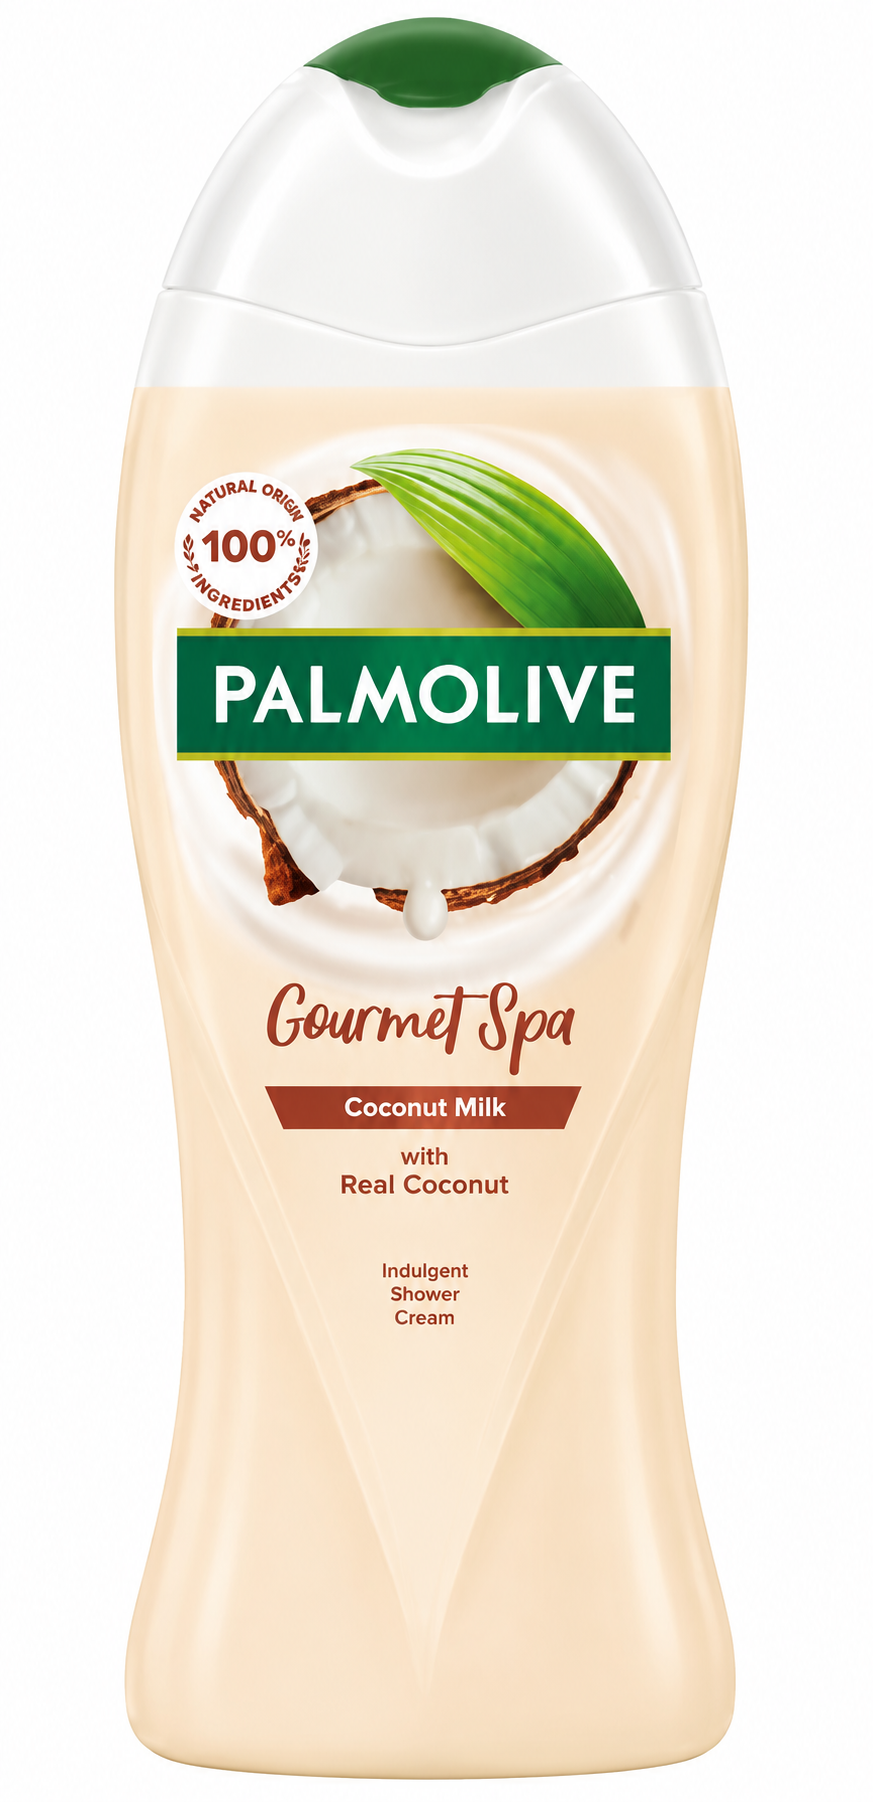 NATURAL ORIGIN
100%
INGREDIENTS
PALMOLIVE
Gourmet Spa
Coconut Milk
with
Real Coconut
Indulgent
Shower
Cream